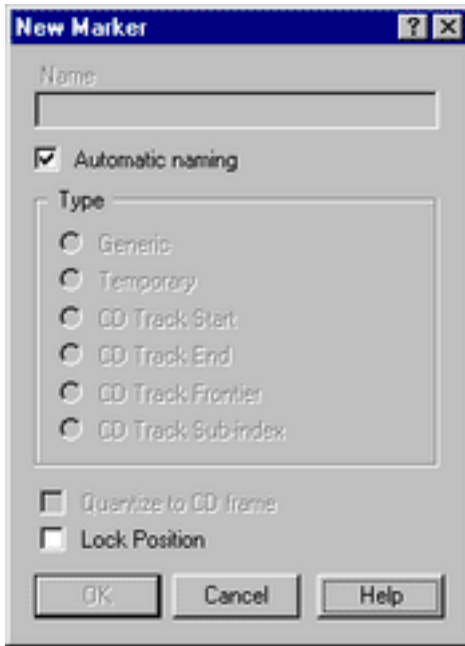 New Marker
Name
Automatic naming
Type
Generic
Temporary
CD Track Start
CD Track End
CD Track Frontier
CD Track Sub-index
Quantize to CD frame
Lock Position
OK Cancel Help